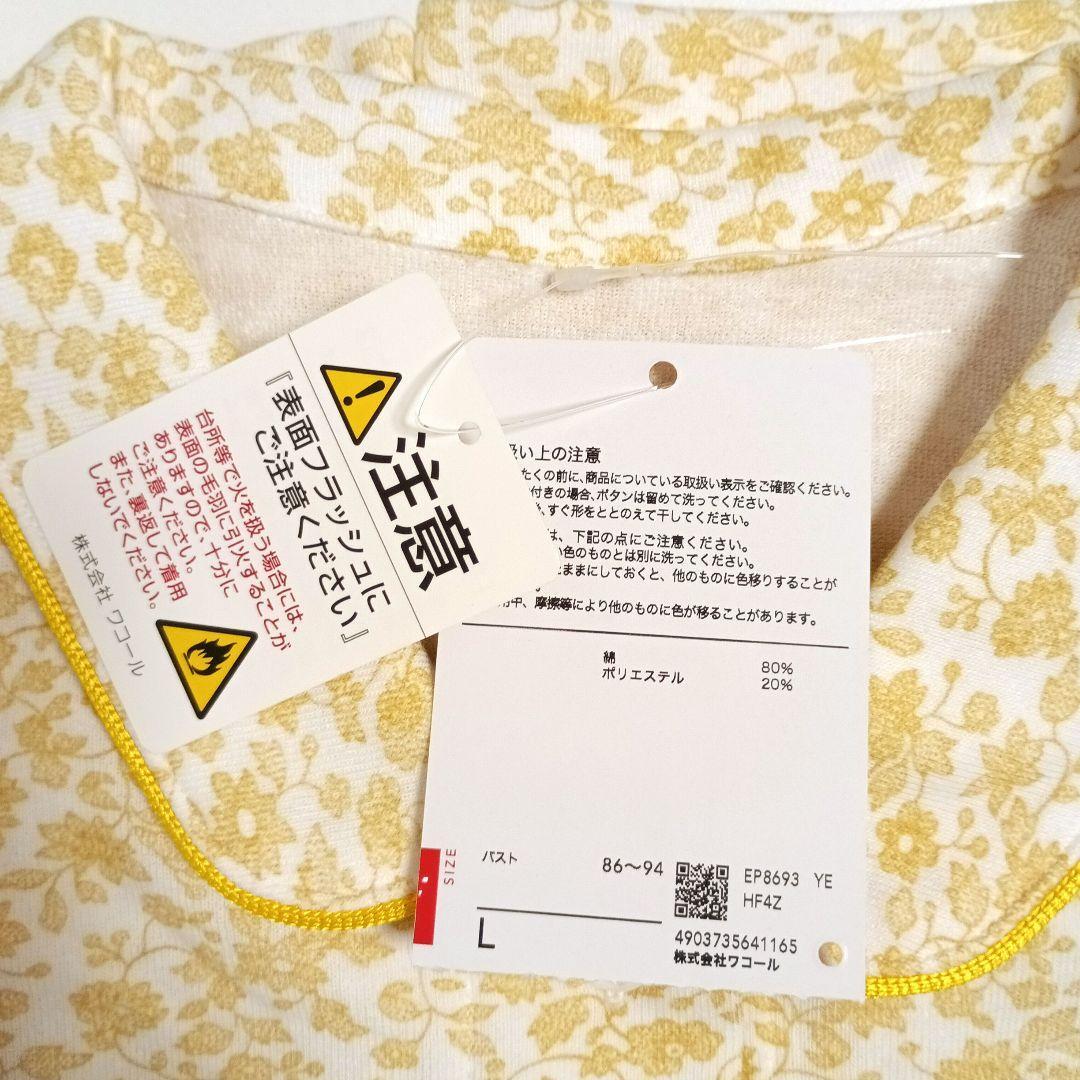 注意
『表面フラッシュに
ご注意ください』
台所等で火を扱う場合には、
表面の毛羽に引火することが
ありますので、十分に
ご注意ください。
また、裏返して着用
しないでください。
株式会社 ワコール
扱い上の注意
たくの前に、商品についている取扱い表示をご確認ください。
付きの場合、ボタンは留めて洗ってください。
、すぐ形をととのえて干してください。
は、下記の点にご注意ください。
い色のものとは別に洗ってください。
ままにしておくと、他のものに色移りすることが
用中、摩擦等により他のものに色が移ることがあります。
綿 80%
ポリエステル 20%
SIZE
バスト 86～94
L
EP8693 YE
HF4Z
4903735641165
株式会社ワコール